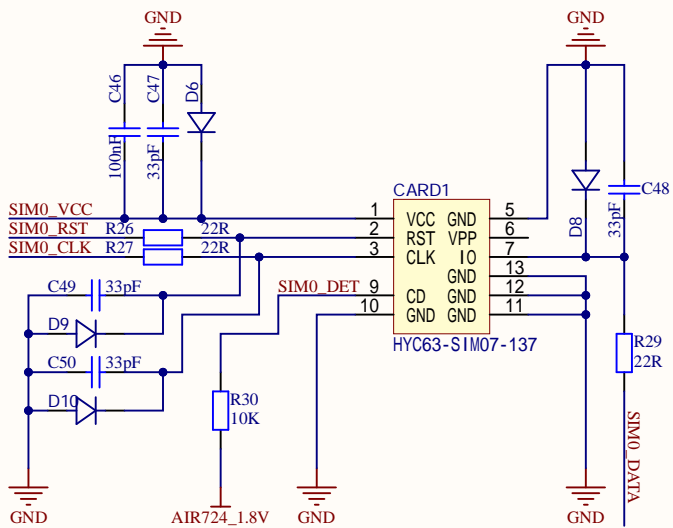 GND
GND
C46
C47
D6
100nF
33pF
D8
C48
33pF
CARD1
SIM0_VCC
1
VCC
GND
5
SIM0_RST
R26
22R
2
RST
VPP
6
SIM0_CLK
R27
22R
3
CLK
IO
7
GND
13
SIM0_DET
9
CD
GND
12
10
GND
GND
11
HYC63-SIM07-137
C49
33pF
D9
C50
33pF
D10
R30
10K
R29
22R
SIM0_DATA
GND
AIR724_1.8V
GND
GND